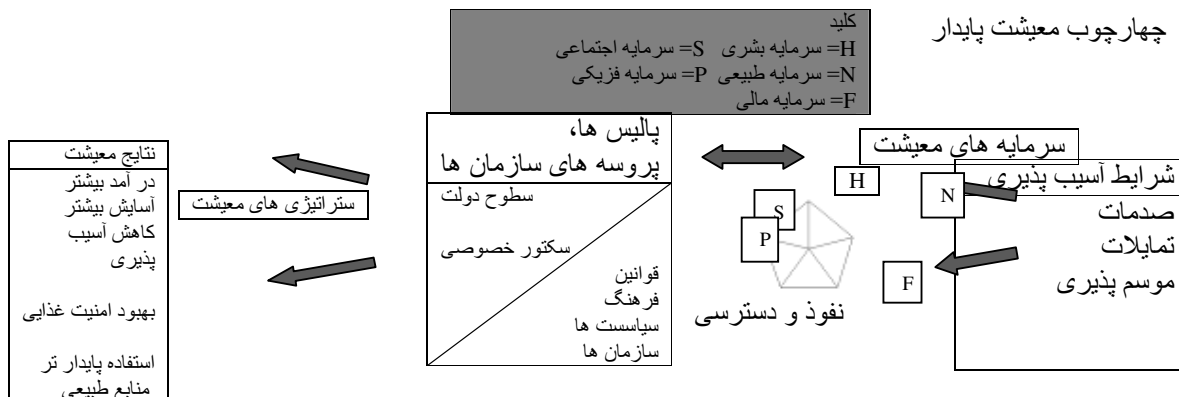 چهارچوب معیشت پایدار
کلید
H= سرمایه بشری S= سرمایه اجتماعی
N= سرمایه طبیعی P= سرمایه فزیکی
F= سرمایه مالی
سرمایه های معیشت
شرایط آسیب پذیری
صدمات
تمایلات
موسم پذیری
H
N
S
P
F
نفوذ و دسترسی
پالیس ها،
پروسه های سازمان ها
سطوح دولت
سکتور خصوصی
قوانین
فرهنگ
سیاسست ها
سازمان ها
ستراتیژی های معیشت
نتایج معیشت
در آمد بیشتر
آسایش بیشتر
کاهش آسیب
پذیری
بهبود امنیت غذایی
استفاده پایدار تر
منابع طبیعی